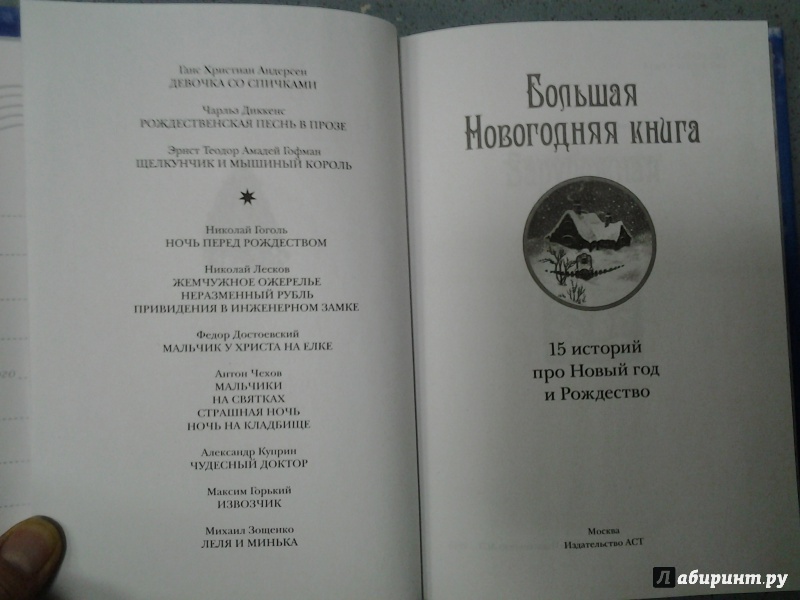 Ганс Христиан Андерсен
ДЕВОЧКА СО СПИЧКАМИ
Чарльз Диккенс
РОЖДЕСТВЕНСКАЯ ПЕСНЬ В ПРОЗЕ
Эрнст Теодор Амадей Гофман
ЩЕЛКУНЧИК И МЫШИНЫЙ КОРОЛЬ
Николай Гоголь
НОЧЬ ПЕРЕД РОЖДЕСТВОМ
Николай Лесков
ЖЕМЧУЖНОЕ ОЖЕРЕЛЬЕ
НЕРАЗМЕННЫЙ РУБЛЬ
ПРИВИДЕНИЯ В ИНЖЕНЕРНОМ ЗАМКЕ
Федор Достоевский
МАЛЬЧИК У ХРИСТА НА ЕЛКЕ
Антон Чехов
МАЛЬЧИКИ
НА СВЯТКАХ
СТРАШНАЯ НОЧЬ
НОЧЬ НА КЛАДБИЩЕ
Александр Куприн
ЧУДЕСНЫЙ ДОКТОР
Максим Горький
ИЗВОЗЧИК
Михаил Зощенко
ЛЕЛЯ И МИНЬКА
Большая
Новогодняя книга
15 историй
про Новый год
и Рождество
Москва
Издательство АСТ
Лабиринт.ру